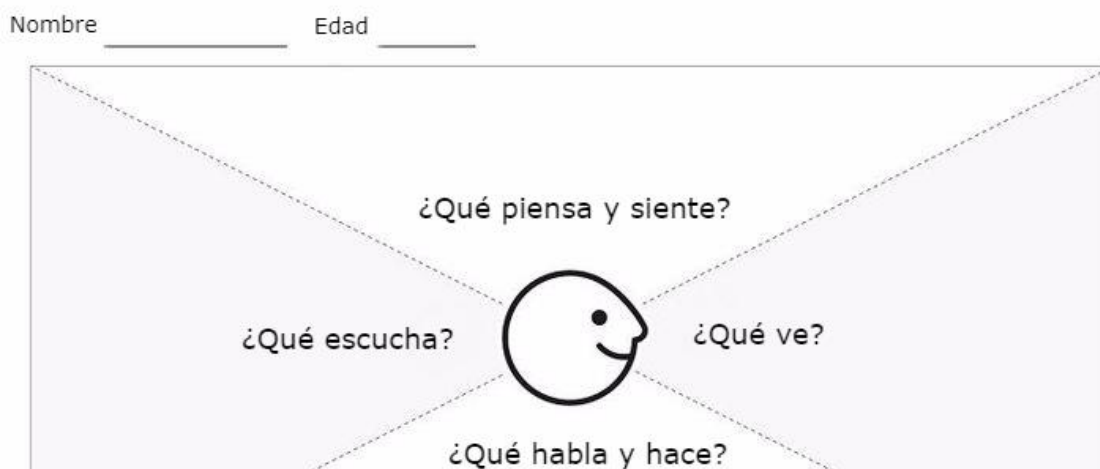 Nombre Edad
¿Qué piensa y siente?
¿Qué escucha?
¿Qué ve?
¿Qué habla y hace?